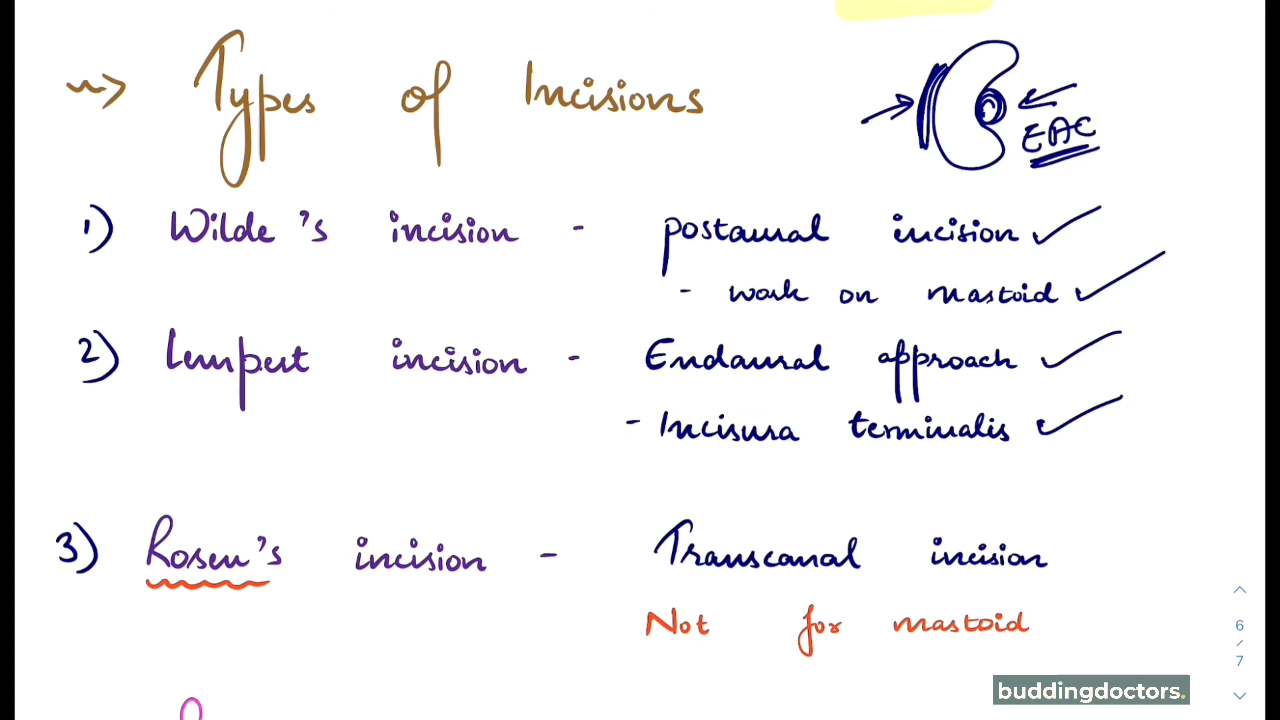 ~> Types of Incisions
EAC
1) Wilde's incision - postaural incision ✓
- work on mastoid ✓
2) Lempert incision - Endaural approach ✓
- Incisura terminalis ✓
3) Rosen's incision - Transcanal incision
Not for mastoid
6
/
7
buddingdoctors.